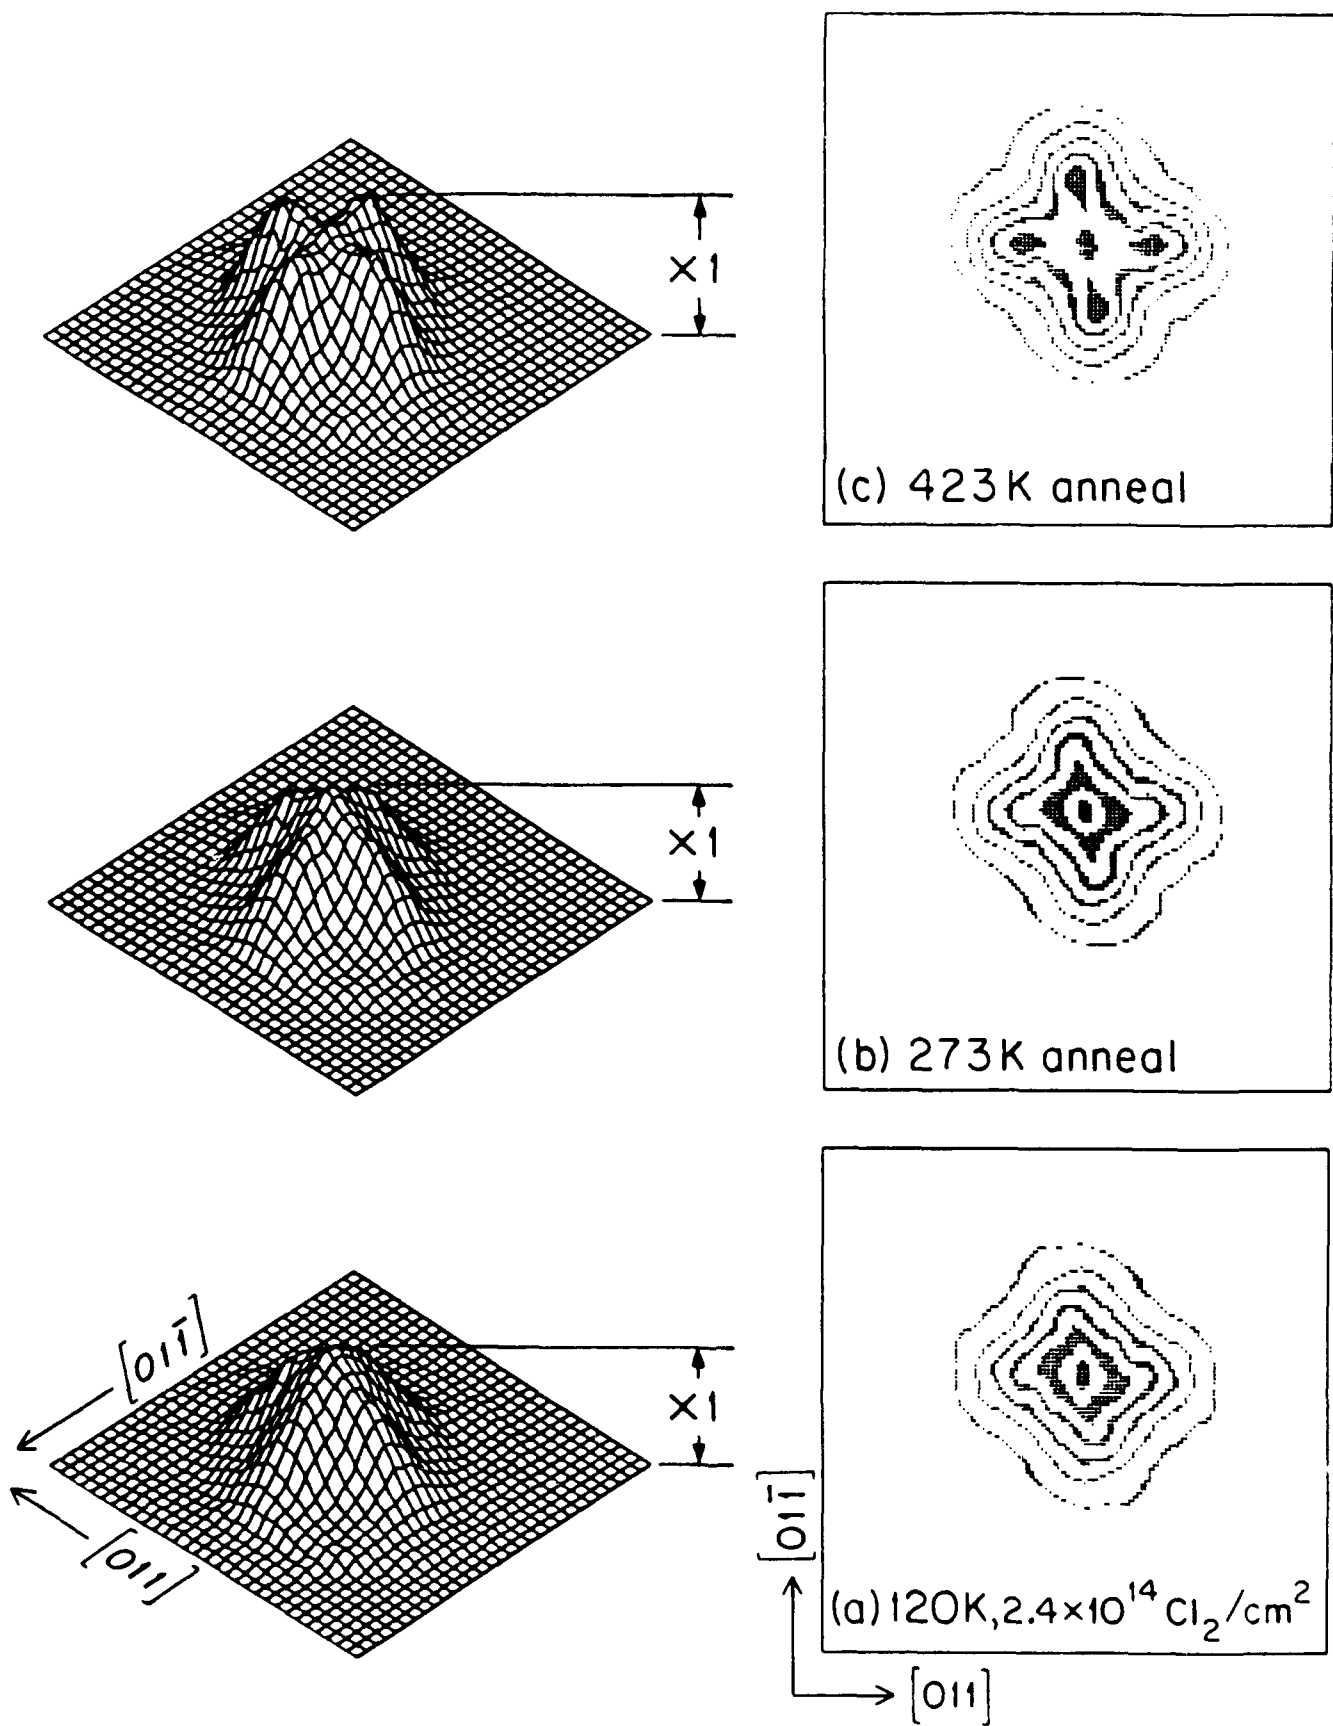 ×1
(c) 423K anneal
×1
(b) 273K anneal
[011̄]
[011]
×1
[011̄]
(a) 120K, 2.4×10¹⁴ Cl₂/cm²
[011]